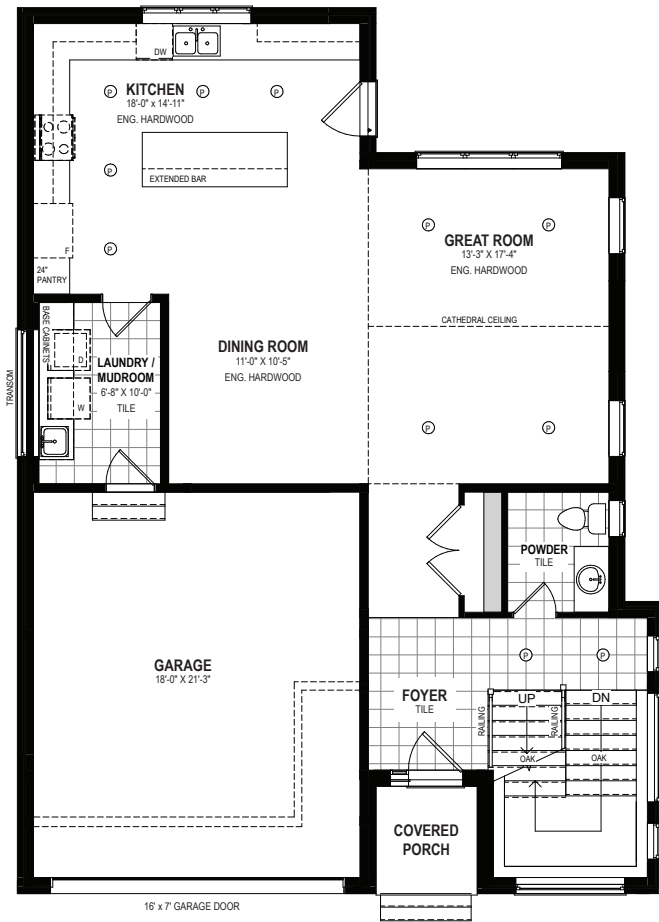 DW
P
KITCHEN
P
P
18'-0" x 14'-11"
ENG. HARDWOOD
P
EXTENDED BAR
P
F
24"
PANTRY
P
P
GREAT ROOM
13'-3" X 17'-4"
ENG. HARDWOOD
CATHEDRAL CEILING
P
P
DINING ROOM
11'-0" X 10'-5"
ENG. HARDWOOD
TRANSOM
BASE CABINETS
D
W
LAUNDRY /
MUDROOM
6'-8" X 10'-0"
TILE
POWDER
TILE
GARAGE
18'-0" X 21'-3"
P
P
FOYER
TILE
RAILING
UP
RAILING
DN
OAK
OAK
COVERED
PORCH
16' x 7' GARAGE DOOR